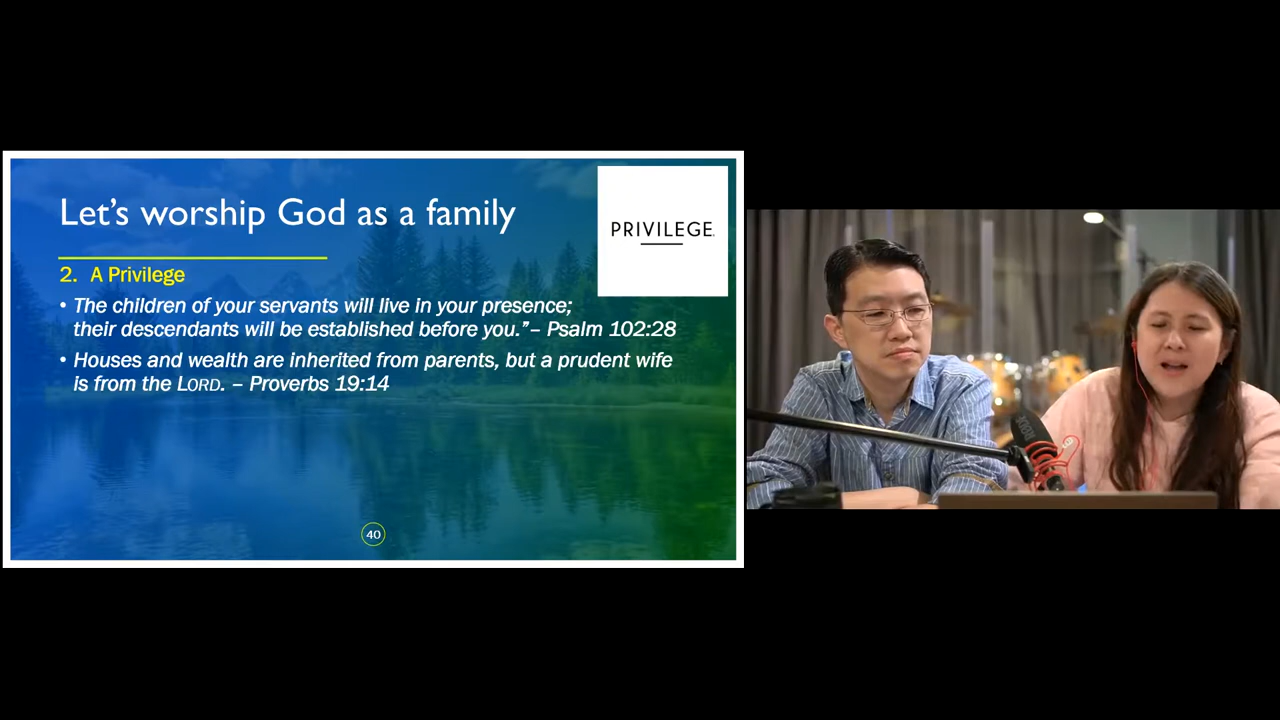 Let's worship God as a family
PRIVILEGE
2. A Privilege
• The children of your servants will live in your presence;
their descendants will be established before you.”– Psalm 102:28
• Houses and wealth are inherited from parents, but a prudent wife
is from the LORD. – Proverbs 19:14
40
RØDE